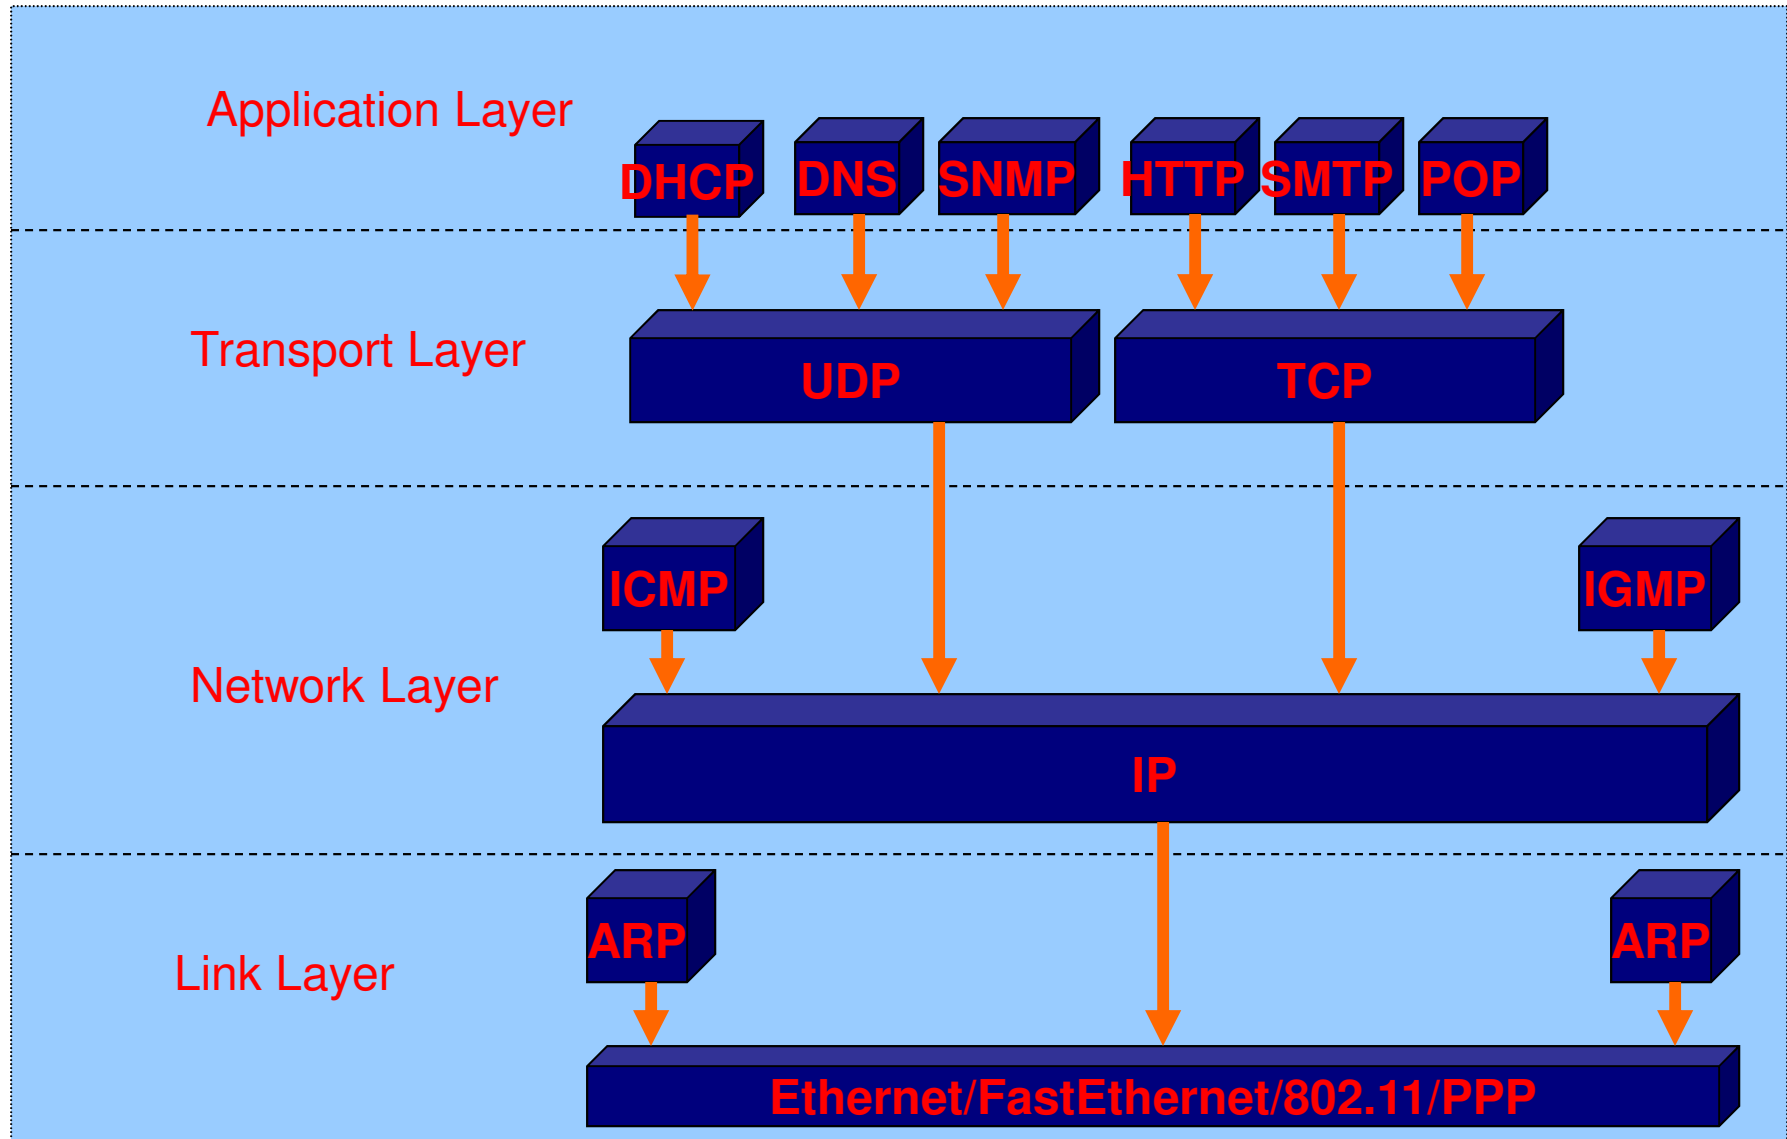 Application Layer
DHCP
DNS
SNMP
HTTP
SMTP
POP
Transport Layer
UDP
TCP
ICMP
IGMP
Network Layer
IP
ARP
ARP
Link Layer
Ethernet/FastEthernet/802.11/PPP